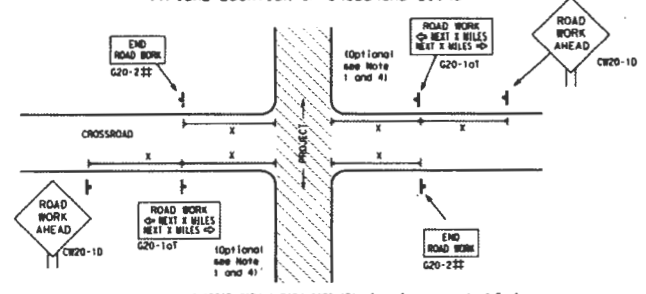 END
ROAD WORK
G20-2‡‡
(Optional
see Note
1 and 4)
ROAD WORK
⇦ NEXT X MILES
NEXT X MILES ⇨
G20-1aT
ROAD
WORK
AHEAD
CW20-1D
X
X
X
CROSSROAD
PROJECT
X
X
X
ROAD
WORK
AHEAD
CW20-1D
ROAD WORK
⇦ NEXT X MILES
NEXT X MILES ⇨
G20-1aT
(Optional
see Note
1 and 4)
END
ROAD WORK
G20-2‡‡